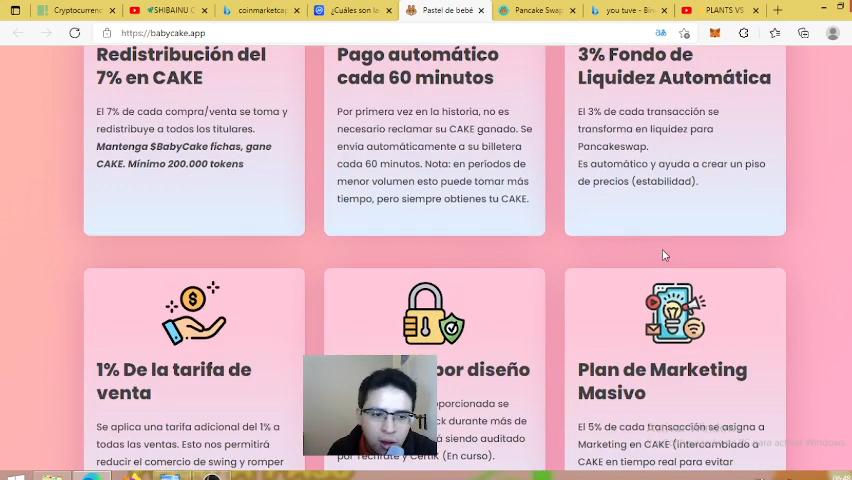 Cryptocurrenc
SHIBAINU C
coinmarketcap
¿Cuáles son la
Pastel de bebé
Pancake Swap
you tuve - Bin
PLANTS VS
https://babycake.app
Redistribución del
7% en CAKE
El 7% de cada compra/venta se toma y
redistribuye a todos los titulares.
Mantenga $BabyCake fichas, gane
CAKE. Mínimo 200.000 tokens
Pago automático
cada 60 minutos
Por primera vez en la historia, no es
necesario reclamar su CAKE ganado. Se
envía automáticamente a su billetera
cada 60 minutos. Nota: en períodos de
menor volumen esto puede tomar más
tiempo, pero siempre obtienes tu CAKE.
3% Fondo de
Liquidez Automática
El 3% de cada transacción se
transforma en liquidez para
Pancakeswap.
Es automático y ayuda a crear un piso
de precios (estabilidad).
1% De la tarifa de
venta
Se aplica una tarifa adicional del 1% a
todas las ventas. Esto nos permitirá
reducir el comercio de swing y romper
por diseño
oporcionada se
ck durante más de
á siendo auditado
por Techrate y Certik (En curso).
Plan de Marketing
Masivo
El 5% de cada transacción se asigna a
Marketing en CAKE (intercambiado a
CAKE en tiempo real para evitar
para activar Windows.
06:48